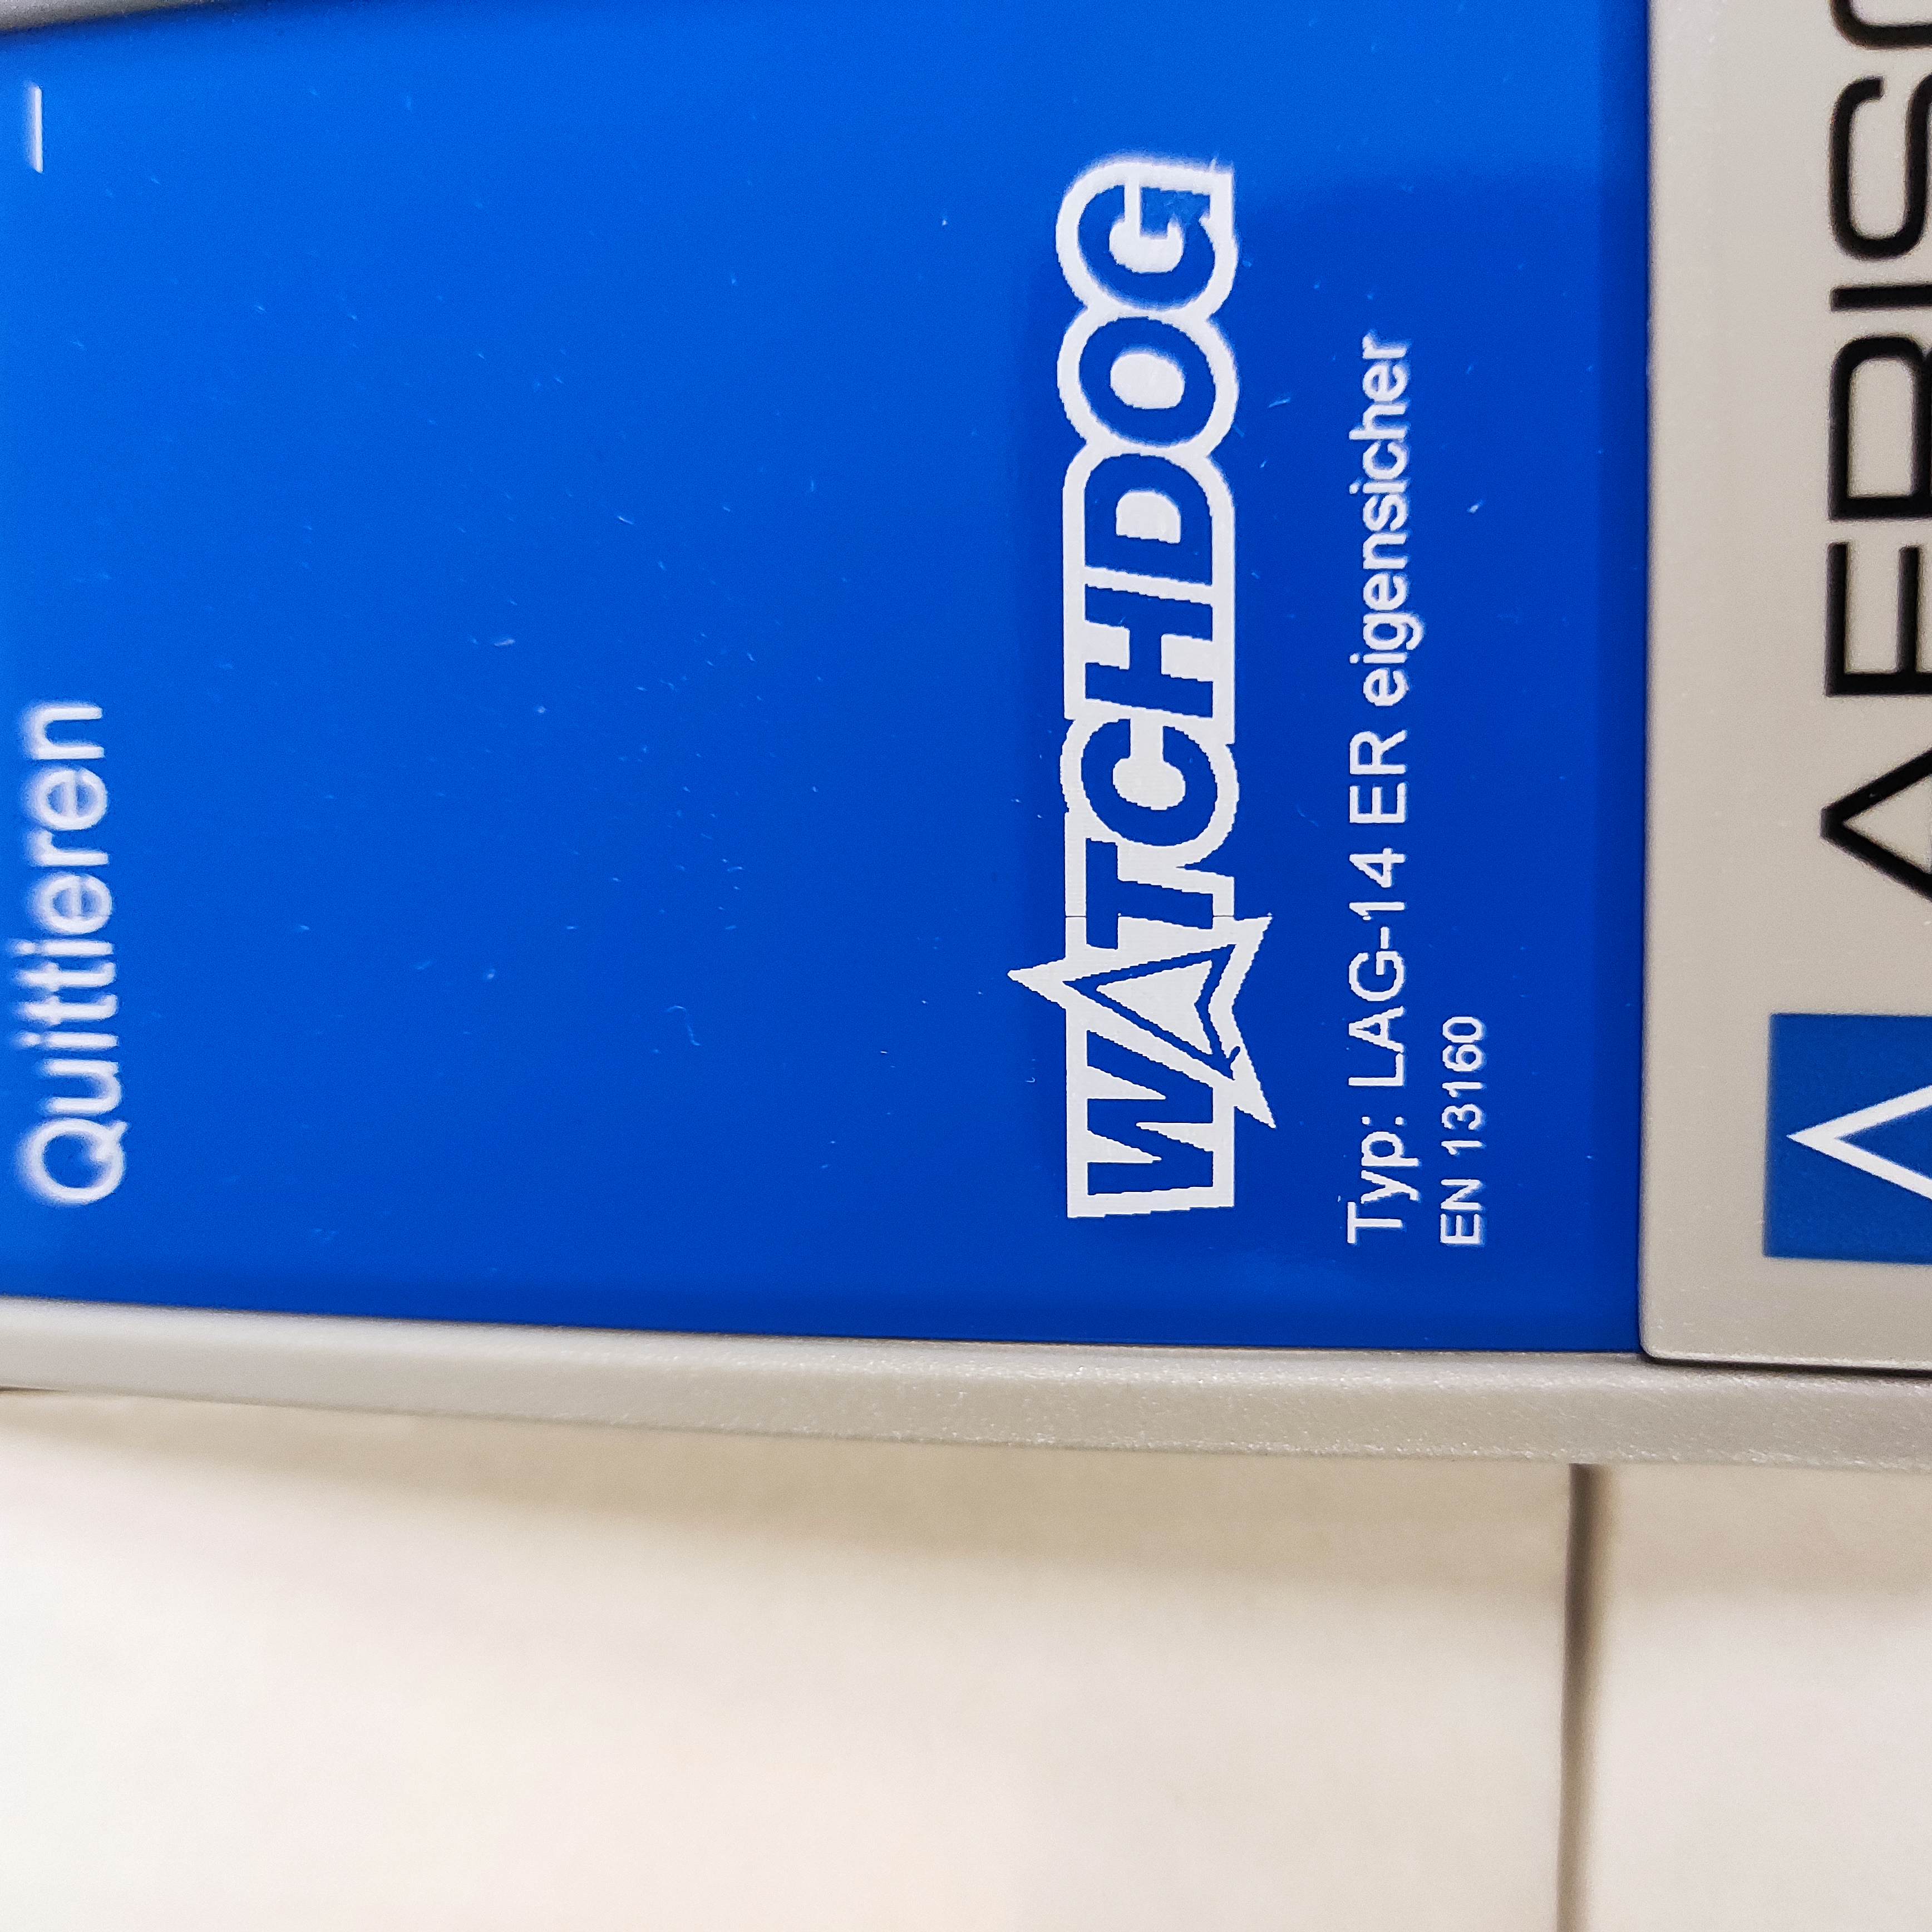 Quittieren
WATCHDOG
Typ: LAG-14 ER eigensicher
EN 13160